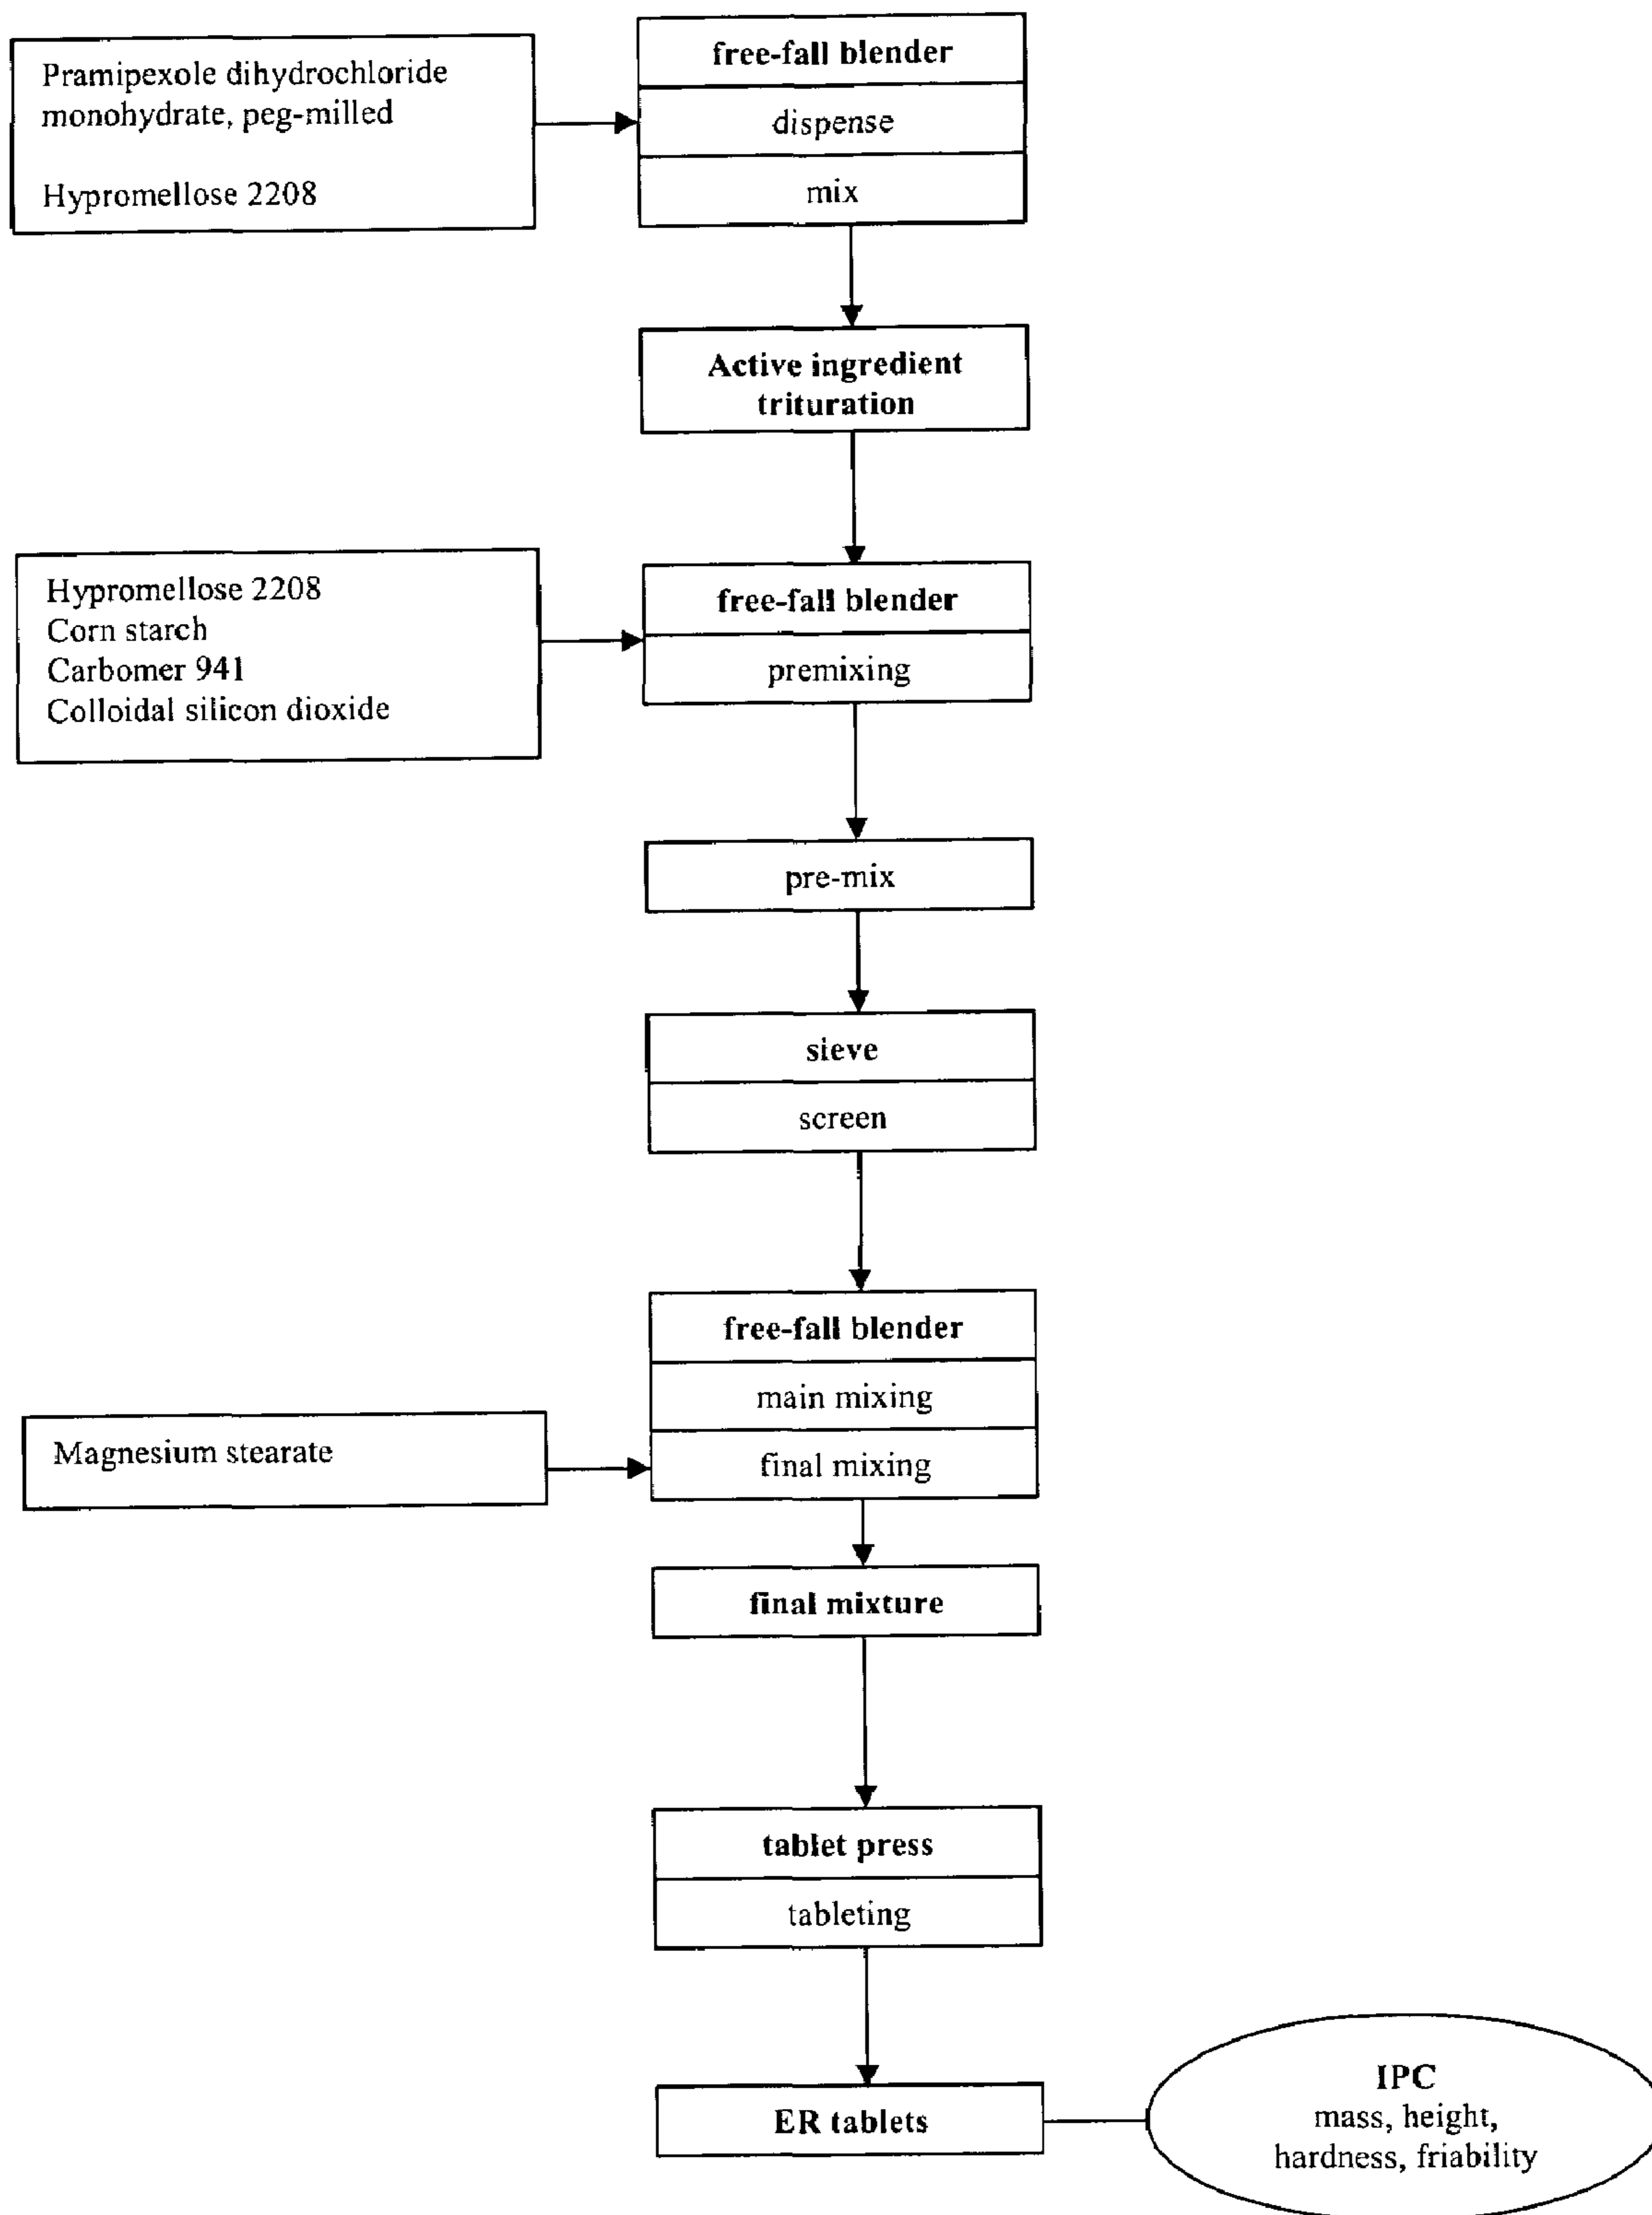 Pramipexole dihydrochloride
monohydrate, peg-milled
Hypromellose 2208
free-fall blender
dispense
mix
Active ingredient
trituration
Hypromellose 2208
Corn starch
Carbomer 941
Colloidal silicon dioxide
free-fall blender
premixing
pre-mix
sieve
screen
free-fall blender
main mixing
final mixing
Magnesium stearate
final mixture
tablet press
tableting
ER tablets
IPC
mass, height,
hardness, friability